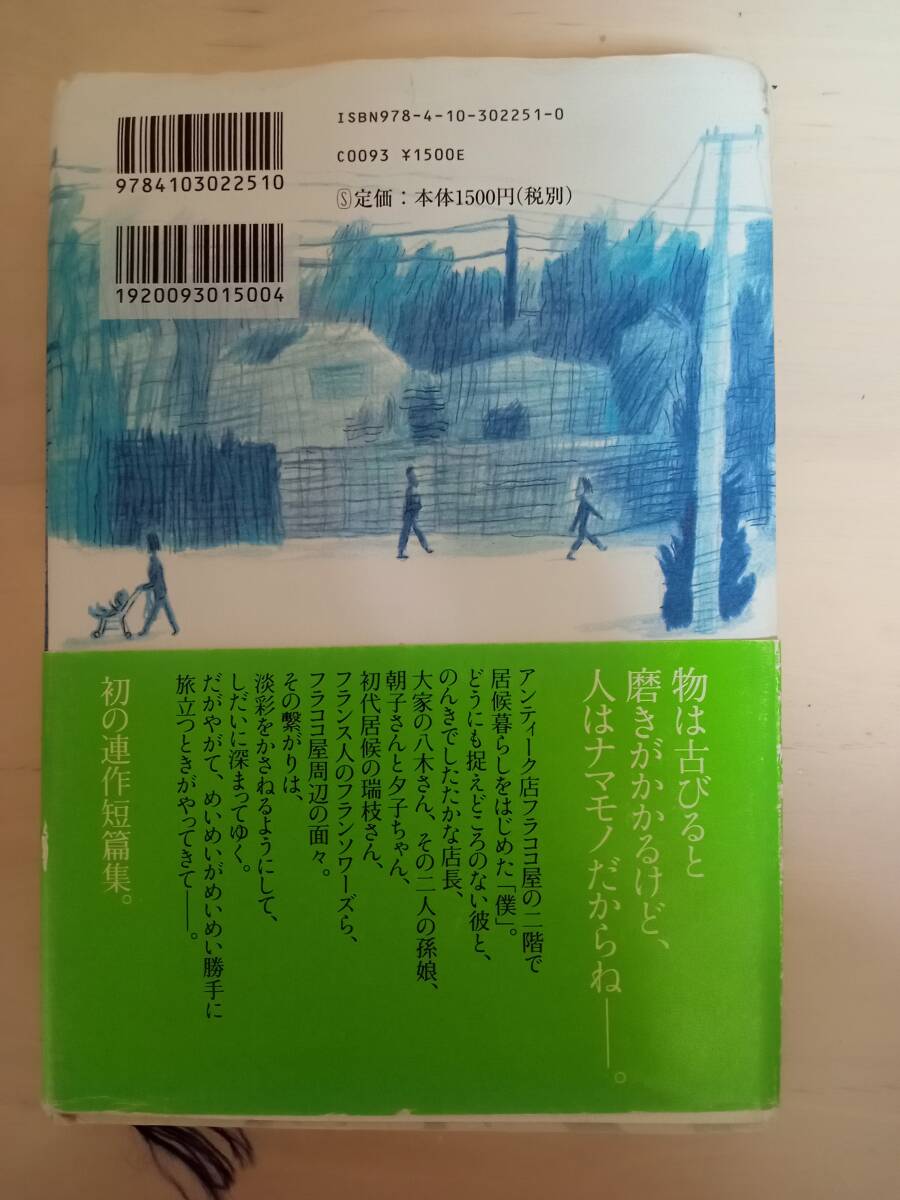 ISBN978-4-10-302251-0
9784103022510
C0093 ¥1500E
Ⓢ定価：本体1500円(税別)
1920093015004
物は古びると
磨きがかかるけど、
人はナマモノだからね――。
アンティーク店フラココ屋の二階で
居候暮らしをはじめた「僕」。
どうにも捉えどころのない彼と、
のんきでしたたかな店長、
大家の八木さん、その二人の孫娘、
朝子さんと夕子ちゃん、
初代居候の瑞枝さん、
フランス人のフランソワーズら、
フラココ屋周辺の面々。
その繋がりは、
淡彩をかさねるようにして、
しだいに深まってゆく。
だがやがて、めいめいがめいめい勝手に
旅立つときがやってきて――。
初の連作短篇集。